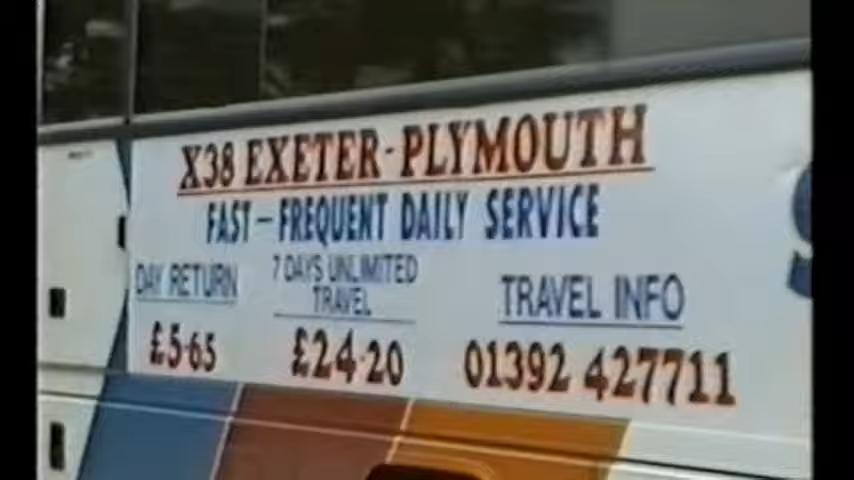 X38 EXETER-PLYMOUTH
FAST-FREQUENT DAILY SERVICE
DAY RETURN
£5·65
7 DAYS UNLIMITED
TRAVEL
£24·20
TRAVEL INFO
01392 427711